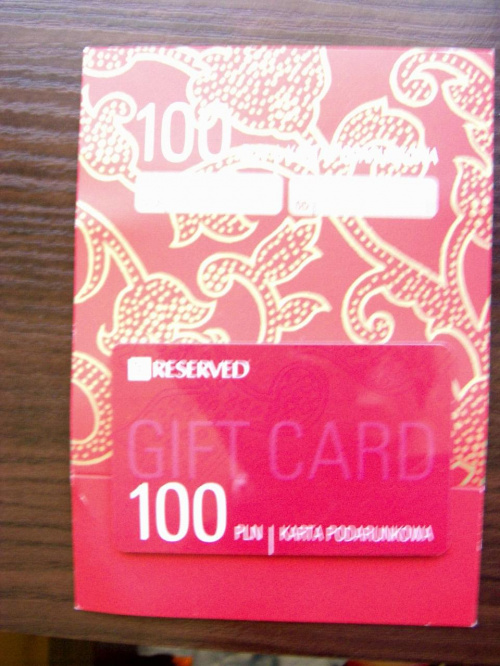 100
RESERVED
GIFT CARD
100 PLN | KARTA PODARUNKOWA